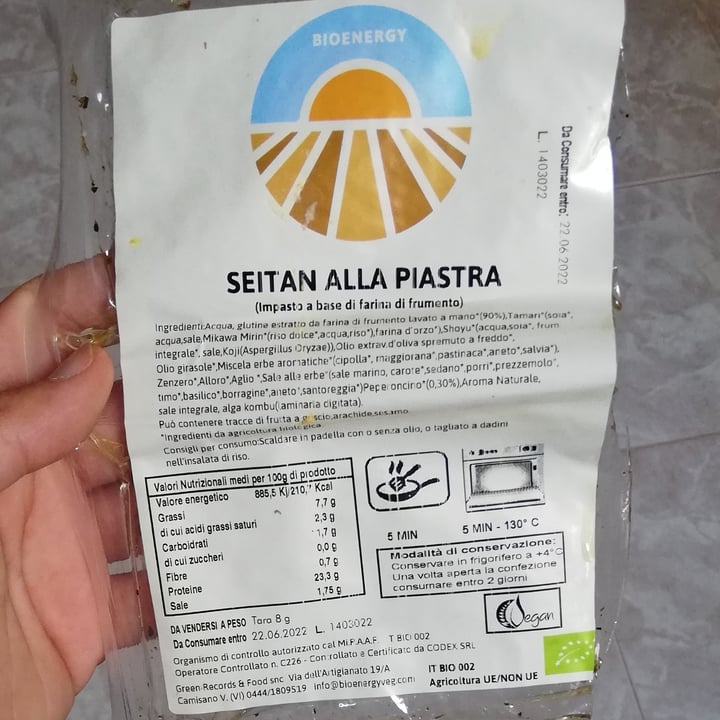 BIOENERGY
Da Consumare entro: 22.06.2022
L. 1403022
SEITAN ALLA PIASTRA
(Impasto a base di farina di frumento)
Ingredienti:Acqua, glutine estratto da farina di frumento Lavato a mano*(90%),Tamari*(soia*,
acqua,sale,Mikawa Mirin*(riso dolce*,acqua,riso*),farina d'orzo*),Shoyu*(acqua,soia*, frum
integrale*, sale,Koji(Aspergillus Oryzae)),Olio extrav.d'oliva spremuto a freddo*,
Olio girasole*,Miscela erbe aromatiche*(cipolla*, maggiorana*,pastinaca*,aneto*,salvia*),
Zenzero*,Alloro*,Aglio*,Sale alle erbe*(sale marino, carote*,sedano*,porri*,prezzemolo*,
timo*,basilico*,borragine*,aneto*,santoreggia*)Peperoncino*(0,30%),Aroma Naturale,
sale integrale, alga kombu(laminaria digitata).
Può contenere tracce di frutta a guscio,arachide,sesamo.
*Ingredienti da agricoltura biologica.
Consigli per consumo:Scaldare in padella con o senza olio, o tagliato a dadini
nell'insalata di riso.
Valori Nutrizionali medi per 100g di prodotto
Valore energetico 885,5 Kj/210,7 Kcal
Grassi 7,7 g
di cui acidi grassi saturi 2,3 g
Carboidrati 1,7 g
di cui zuccheri 0,0 g
Fibre 0,7 g
Proteine 23,3 g
Sale 1,75 g
5 MIN
5 MIN - 130° C
Modalità di conservazione:
Conservare in frigorifero a +4°C
Una volta aperta la confezione
consumare entro 2 giorni
Vegan
DA VENDERSI A PESO Tara 8 g
Da Consumare entro 22.06.2022 L. 1403022
Organismo di controllo autorizzato dal Mi.P.A.A.F. IT BIO 002
Operatore Controllato n. C226 - Controllato e Certificato da CODEX SRL
Green Records & Food snc Via dell'Artigianato 19/A
Camisano V. (VI) 0444/1809519 info@bioenergyveg.com
IT BIO 002
Agricoltura UE/NON UE